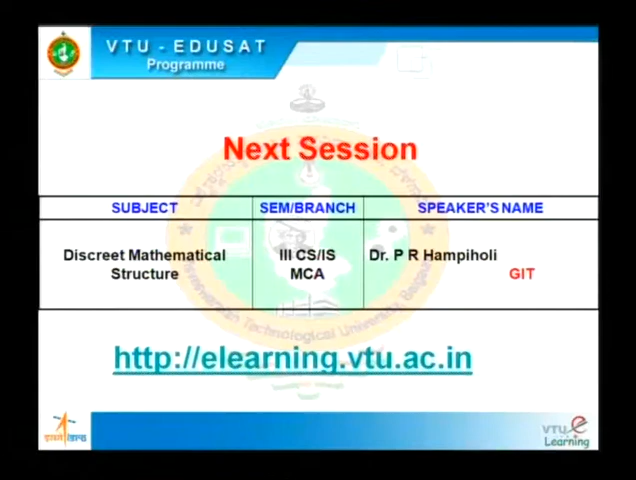 VTU - EDUSAT
Programme
Next Session
SUBJECT SEM/BRANCH SPEAKER'S NAME
Discreet Mathematical III CS/IS Dr. P R Hampiholi
Structure MCA GIT
http://elearning.vtu.ac.in
VTU e
Learning